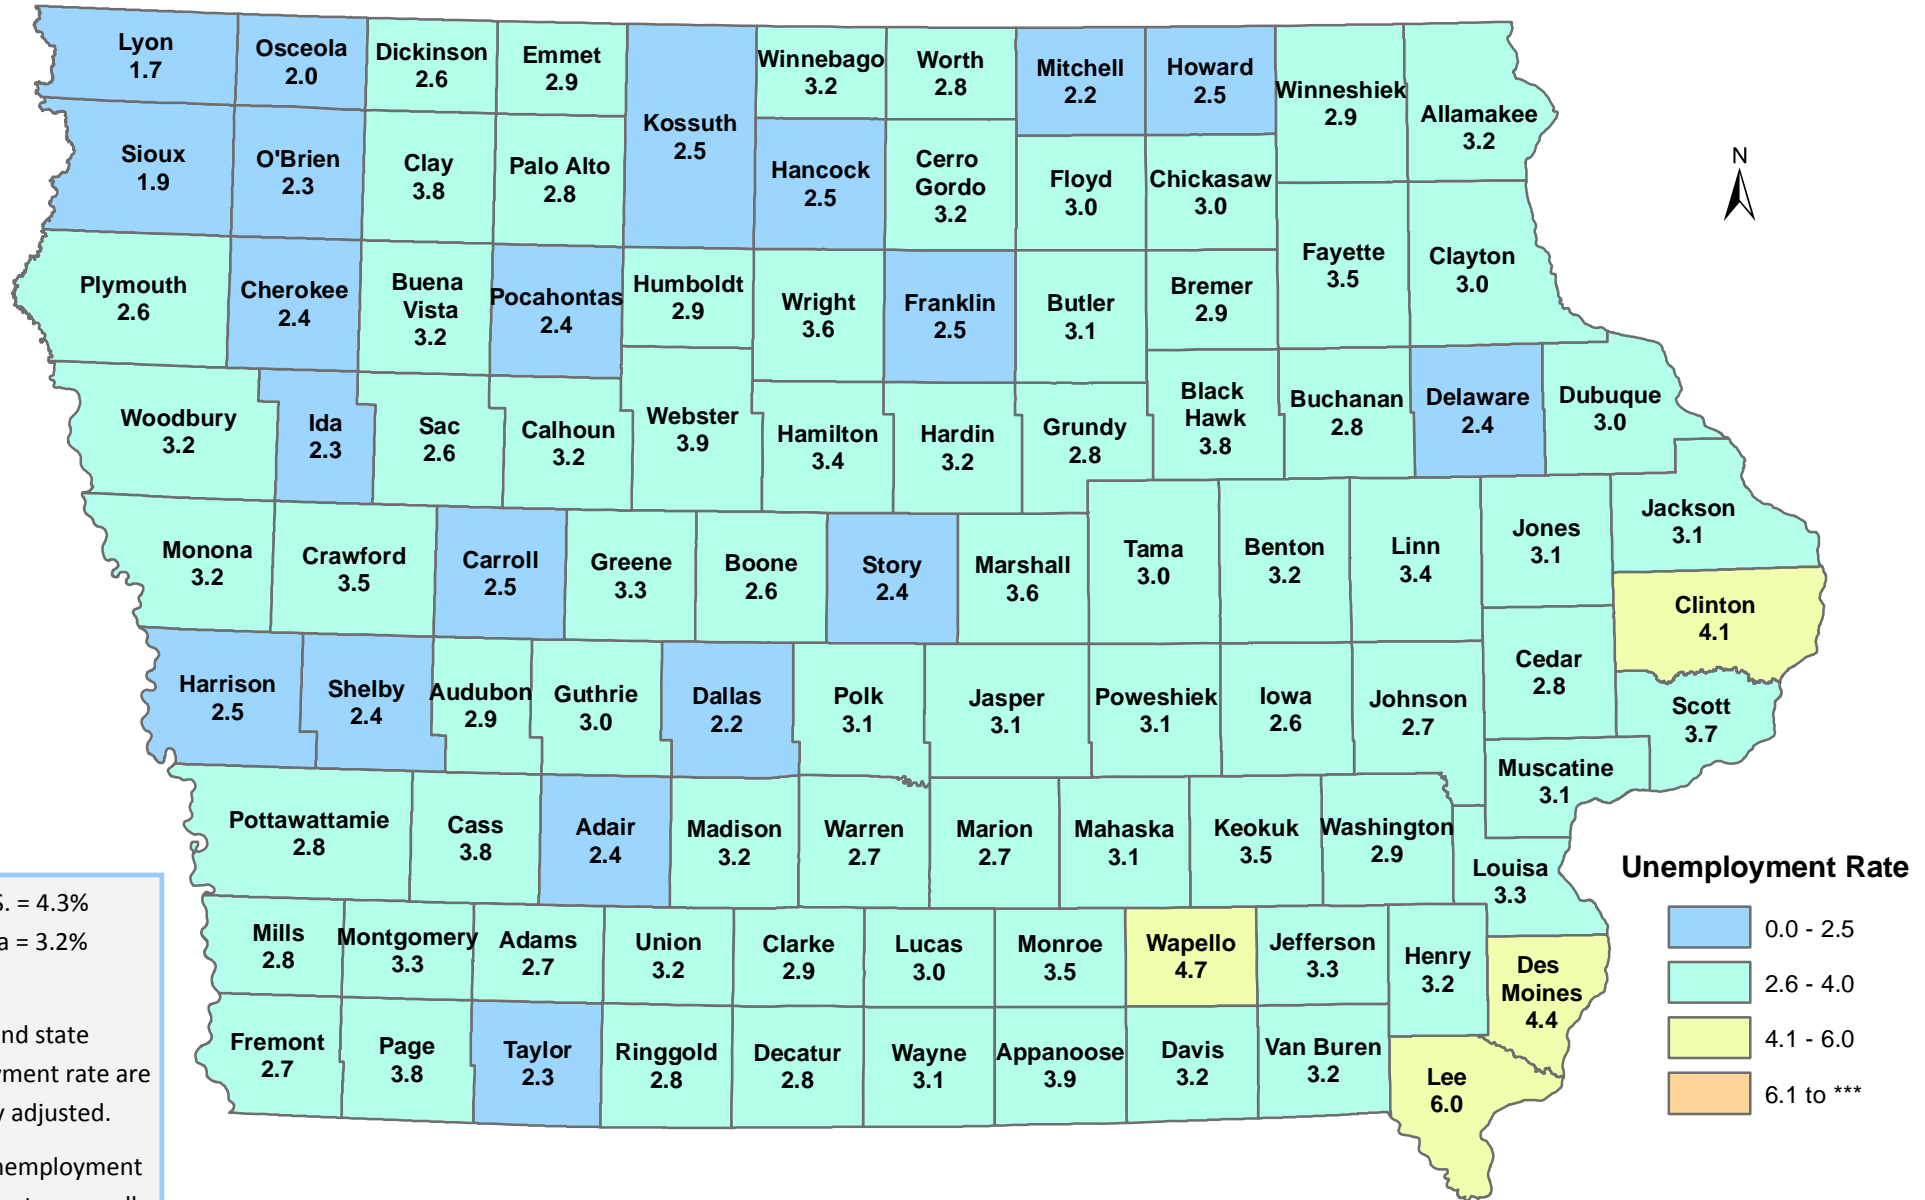 Lyon
1.7
Osceola
2.0
Dickinson
2.6
Emmet
2.9
Kossuth
2.5
Winnebago
3.2
Worth
2.8
Mitchell
2.2
Howard
2.5
Winneshiek
2.9
Allamakee
3.2
Sioux
1.9
O'Brien
2.3
Clay
3.8
Palo Alto
2.8
Hancock
2.5
Cerro
Gordo
3.2
Floyd
3.0
Chickasaw
3.0
N
Plymouth
2.6
Cherokee
2.4
Buena
Vista
3.2
Pocahontas
2.4
Humboldt
2.9
Wright
3.6
Franklin
2.5
Butler
3.1
Bremer
2.9
Fayette
3.5
Clayton
3.0
Woodbury
3.2
Ida
2.3
Sac
2.6
Calhoun
3.2
Webster
3.9
Hamilton
3.4
Hardin
3.2
Grundy
2.8
Black
Hawk
3.8
Buchanan
2.8
Delaware
2.4
Dubuque
3.0
Monona
3.2
Crawford
3.5
Carroll
2.5
Greene
3.3
Boone
2.6
Story
2.4
Marshall
3.6
Tama
3.0
Benton
3.2
Linn
3.4
Jones
3.1
Jackson
3.1
Clinton
4.1
Harrison
2.5
Shelby
2.4
Audubon
2.9
Guthrie
3.0
Dallas
2.2
Polk
3.1
Jasper
3.1
Poweshiek
3.1
Iowa
2.6
Johnson
2.7
Cedar
2.8
Scott
3.7
Muscatine
3.1
Pottawattamie
2.8
Cass
3.8
Adair
2.4
Madison
3.2
Warren
2.7
Marion
2.7
Mahaska
3.1
Keokuk
3.5
Washington
2.9
Louisa
3.3
Mills
2.8
Montgomery
3.3
Adams
2.7
Union
3.2
Clarke
2.9
Lucas
3.0
Monroe
3.5
Wapello
4.7
Jefferson
3.3
Henry
3.2
Des
Moines
4.4
Fremont
2.7
Page
3.8
Taylor
2.3
Ringgold
2.8
Decatur
2.8
Wayne
3.1
Appanoose
3.9
Davis
3.2
Van Buren
3.2
Lee
6.0
Unemployment Rate
0.0 - 2.5
2.6 - 4.0
4.1 - 6.0
6.1 to ***
S. = 4.3%
a = 3.2%
nd state
yment rate are
y adjusted.
nemployment